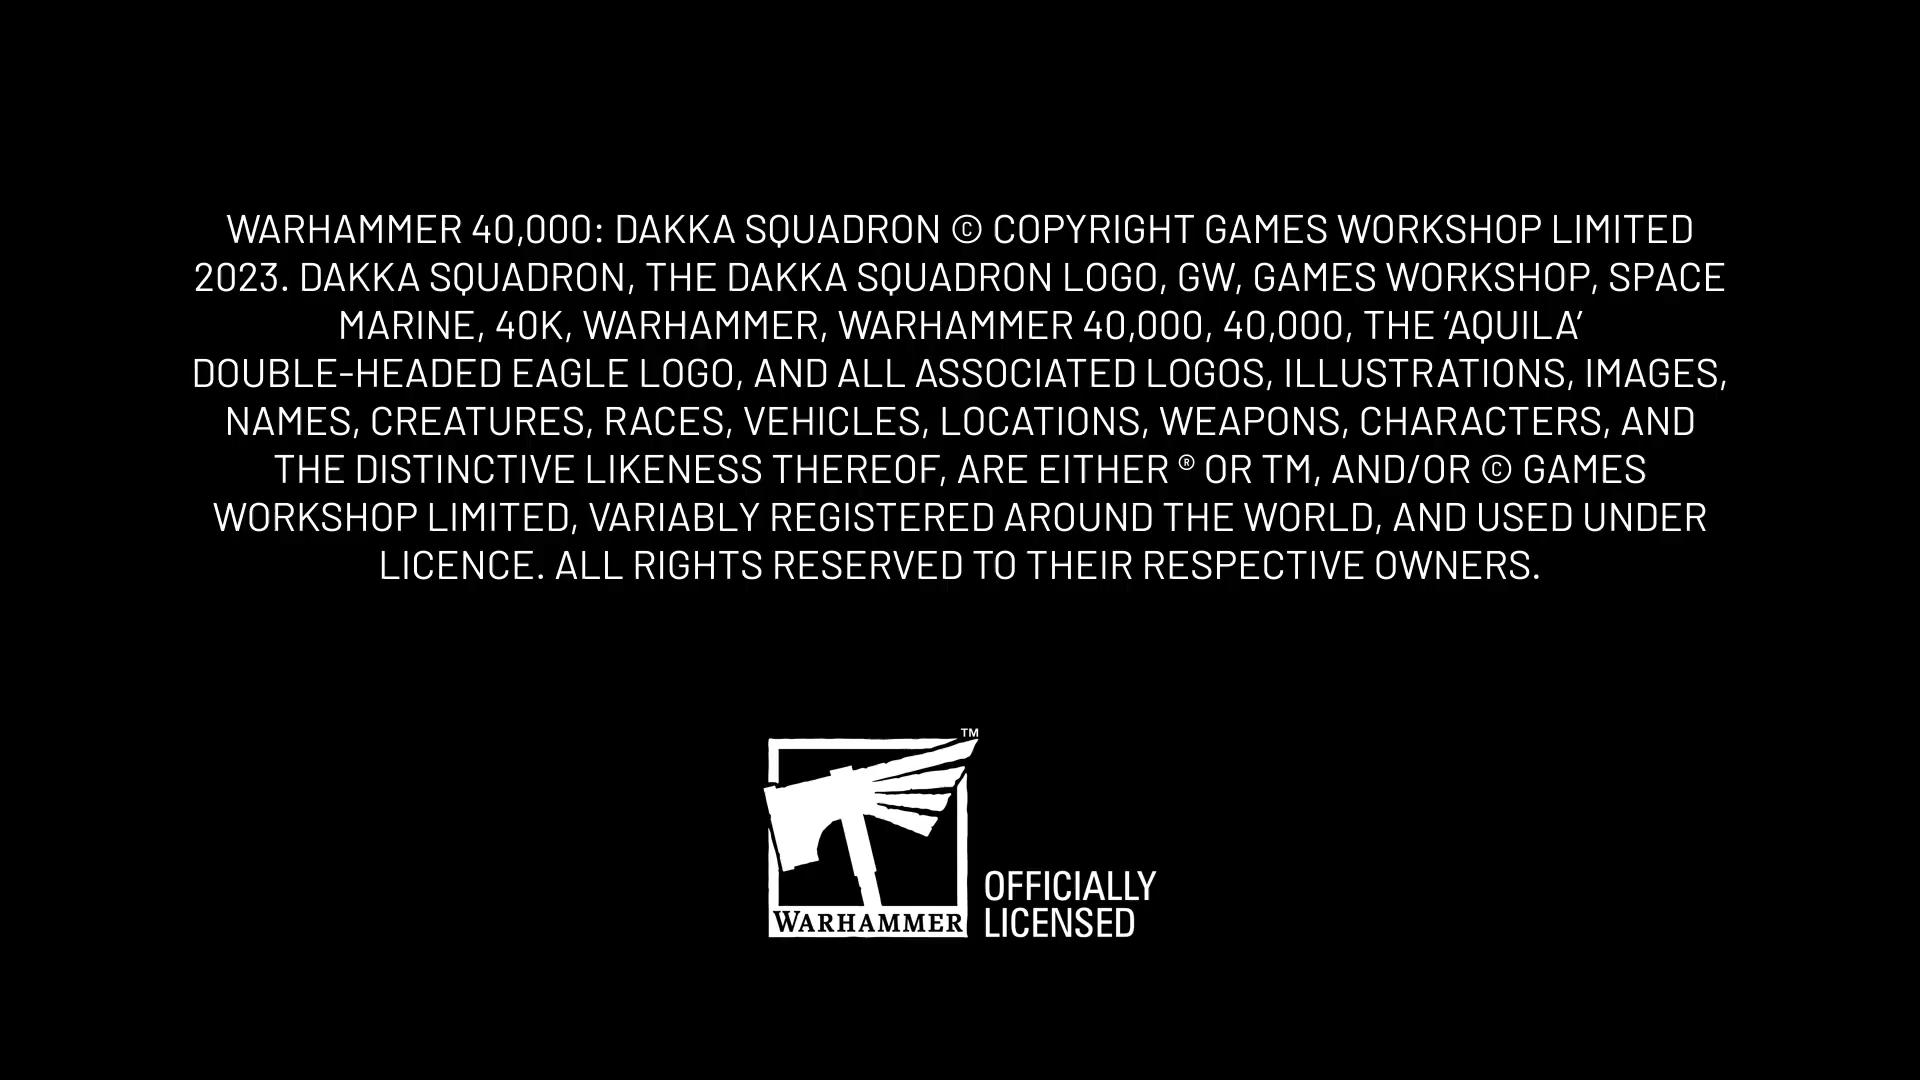 WARHAMMER 40,000: DAKKA SQUADRON © COPYRIGHT GAMES WORKSHOP LIMITED
2023. DAKKA SQUADRON, THE DAKKA SQUADRON LOGO, GW, GAMES WORKSHOP, SPACE
MARINE, 40K, WARHAMMER, WARHAMMER 40,000, 40,000, THE ‘AQUILA’
DOUBLE-HEADED EAGLE LOGO, AND ALL ASSOCIATED LOGOS, ILLUSTRATIONS, IMAGES,
NAMES, CREATURES, RACES, VEHICLES, LOCATIONS, WEAPONS, CHARACTERS, AND
THE DISTINCTIVE LIKENESS THEREOF, ARE EITHER ® OR TM, AND/OR © GAMES
WORKSHOP LIMITED, VARIABLY REGISTERED AROUND THE WORLD, AND USED UNDER
LICENCE. ALL RIGHTS RESERVED TO THEIR RESPECTIVE OWNERS.
TM
WARHAMMER
OFFICIALLY
LICENSED